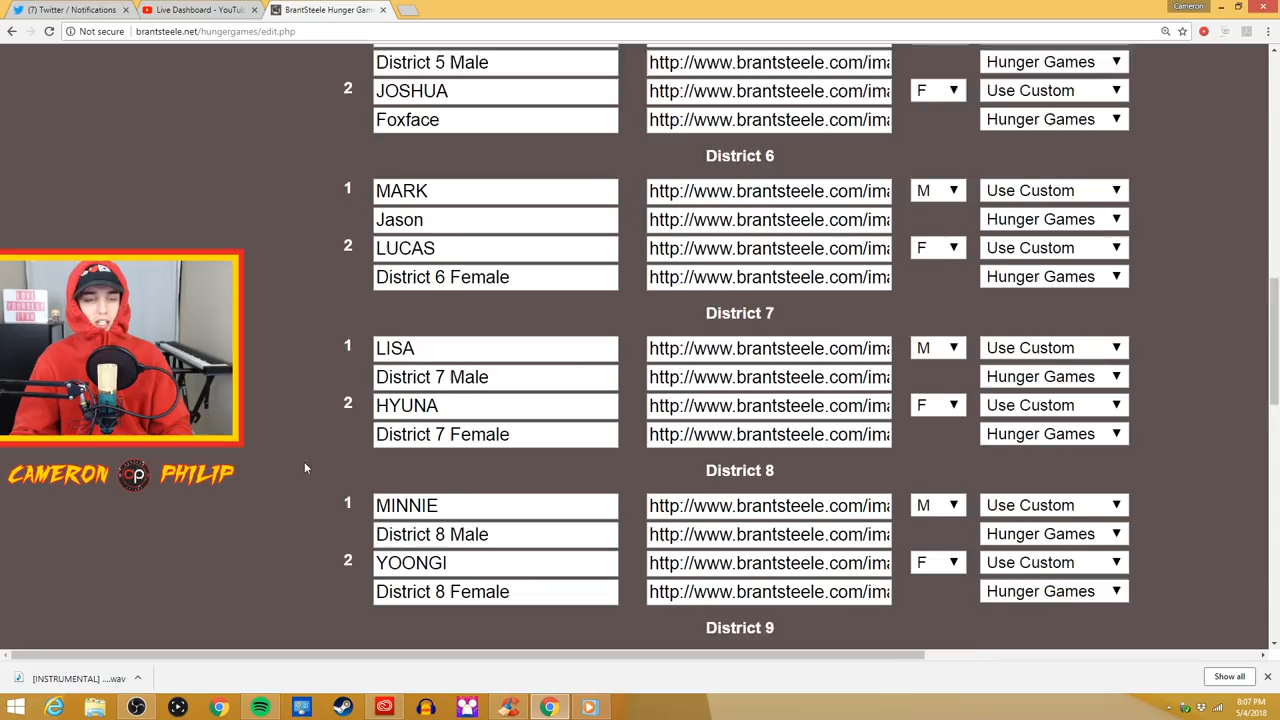 Cameron
(7) Twitter / Notifications × Live Dashboard - YouTu × BrantSteele Hunger Gam ×
Not secure | brantsteele.net/hungergames/edit.php
District 5 Male http://www.brantsteele.com/ima Hunger Games
2 JOSHUA http://www.brantsteele.com/ima F Use Custom
Foxface http://www.brantsteele.com/ima Hunger Games
District 6
1 MARK http://www.brantsteele.com/ima M Use Custom
Jason http://www.brantsteele.com/ima Hunger Games
2 LUCAS http://www.brantsteele.com/ima F Use Custom
District 6 Female http://www.brantsteele.com/ima Hunger Games
District 7
LOVE
YOURSELF
1 LISA http://www.brantsteele.com/ima M Use Custom
District 7 Male http://www.brantsteele.com/ima Hunger Games
2 HYUNA http://www.brantsteele.com/ima F Use Custom
District 7 Female http://www.brantsteele.com/ima Hunger Games
CAMERON cp PHILIP
District 8
1 MINNIE http://www.brantsteele.com/ima M Use Custom
District 8 Male http://www.brantsteele.com/ima Hunger Games
2 YOONGI http://www.brantsteele.com/ima F Use Custom
District 8 Female http://www.brantsteele.com/ima Hunger Games
District 9
[INSTRUMENTAL] ....wav Show all ×
8:07 PM
5/4/2018